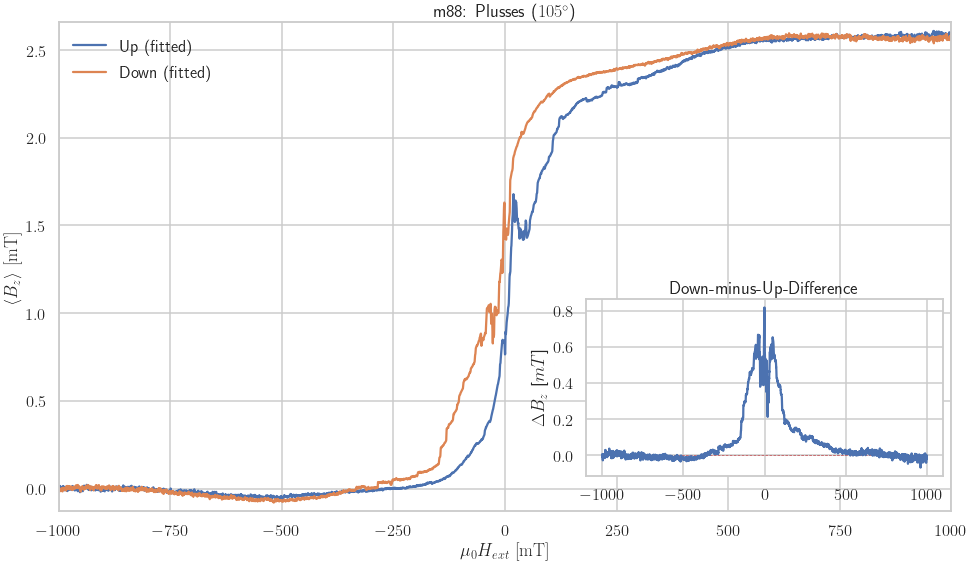 m88: Plusses (105°)
Up (fitted)
Down (fitted)
2.5
2.0
1.5
1.0
0.5
0.0
⟨B_z⟩ [mT]
−1000 −750 −500 −250 0 250 500 750 1000
μ₀H_ext [mT]
Down-minus-Up-Difference
0.8
0.6
0.4
0.2
0.0
ΔB_z [mT]
−1000 −500 0 500 1000